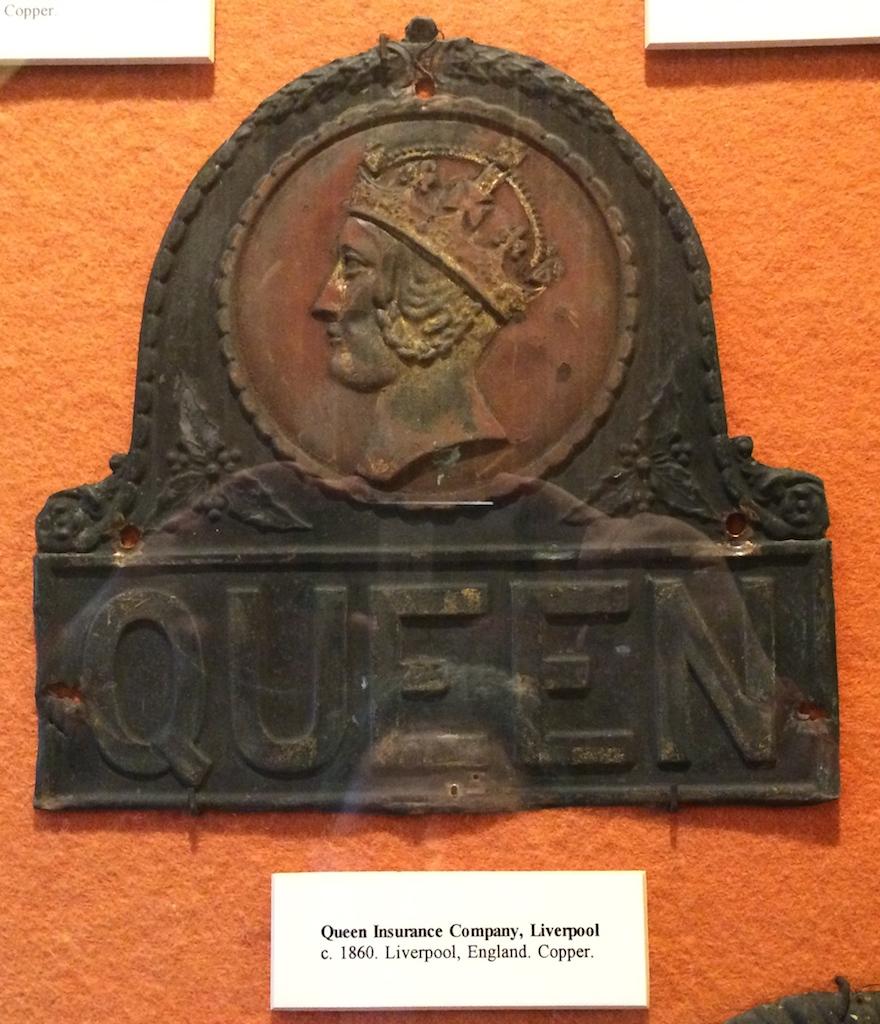 Copper.
QUEEN
Queen Insurance Company, Liverpool
c. 1860. Liverpool, England. Copper.